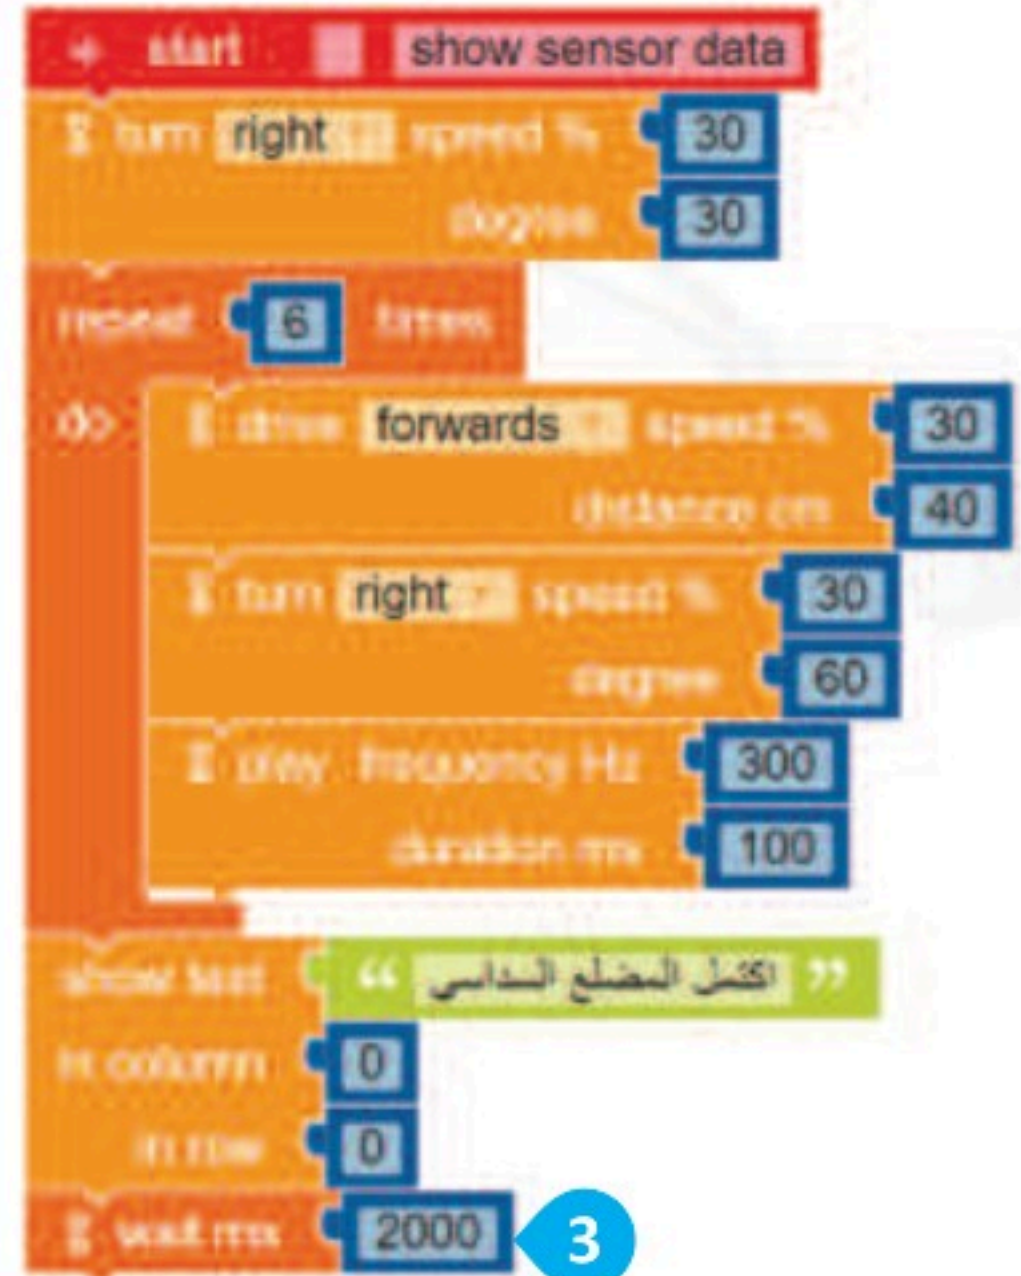 + start show sensor data
turn right speed % 30
degree 30
repeat 6 times
do drive forwards speed % 30
distance cm 40
turn right speed % 30
degree 60
play frequency Hz 300
duration ms 100
show text “ اكتمل المضلع السداسي ”
in column 0
in row 0
wait ms 2000 3